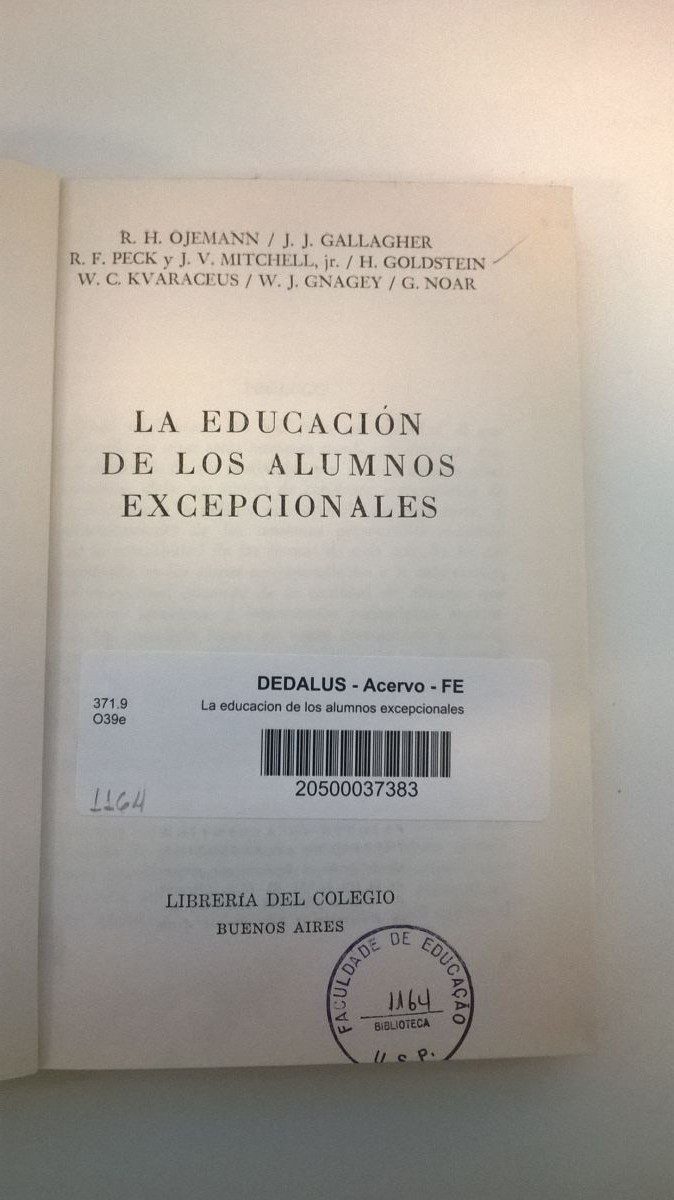 R. H. OJEMANN / J. J. GALLAGHER
R. F. PECK y J. V. MITCHELL, jr. / H. GOLDSTEIN
W. C. KVARACEUS / W. J. GNAGEY / G. NOAR
LA EDUCACIÓN
DE LOS ALUMNOS
EXCEPCIONALES
DEDALUS - Acervo - FE
371.9
La educacion de los alumnos excepcionales
O39e
20500037383
1164
LIBRERÍA DEL COLEGIO
BUENOS AIRES
FACULDADE DE EDUCAÇÃO
1164
BIBLIOTECA
U.S.P.